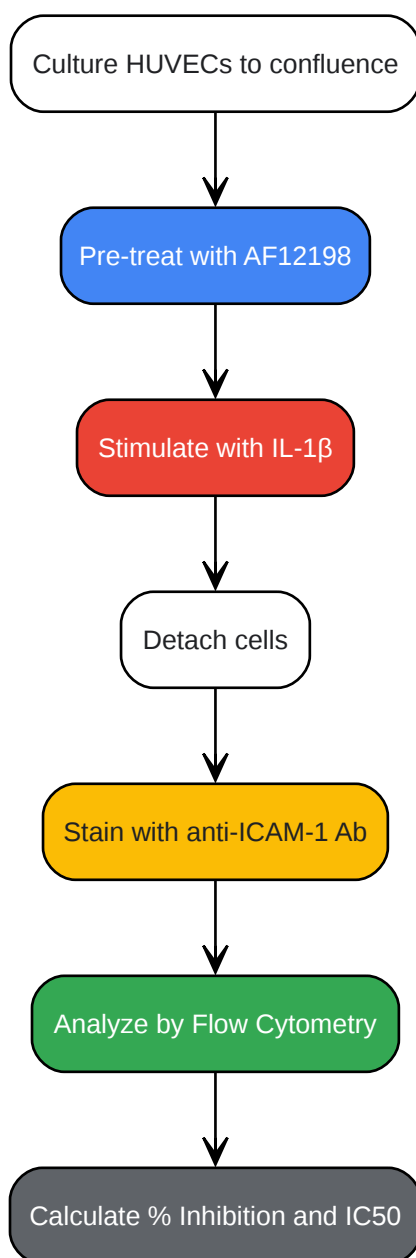 Culture HUVECs to confluence
Pre-treat with AF12198
Stimulate with IL-1β
Detach cells
Stain with anti-ICAM-1 Ab
Analyze by Flow Cytometry
Calculate % Inhibition and IC50